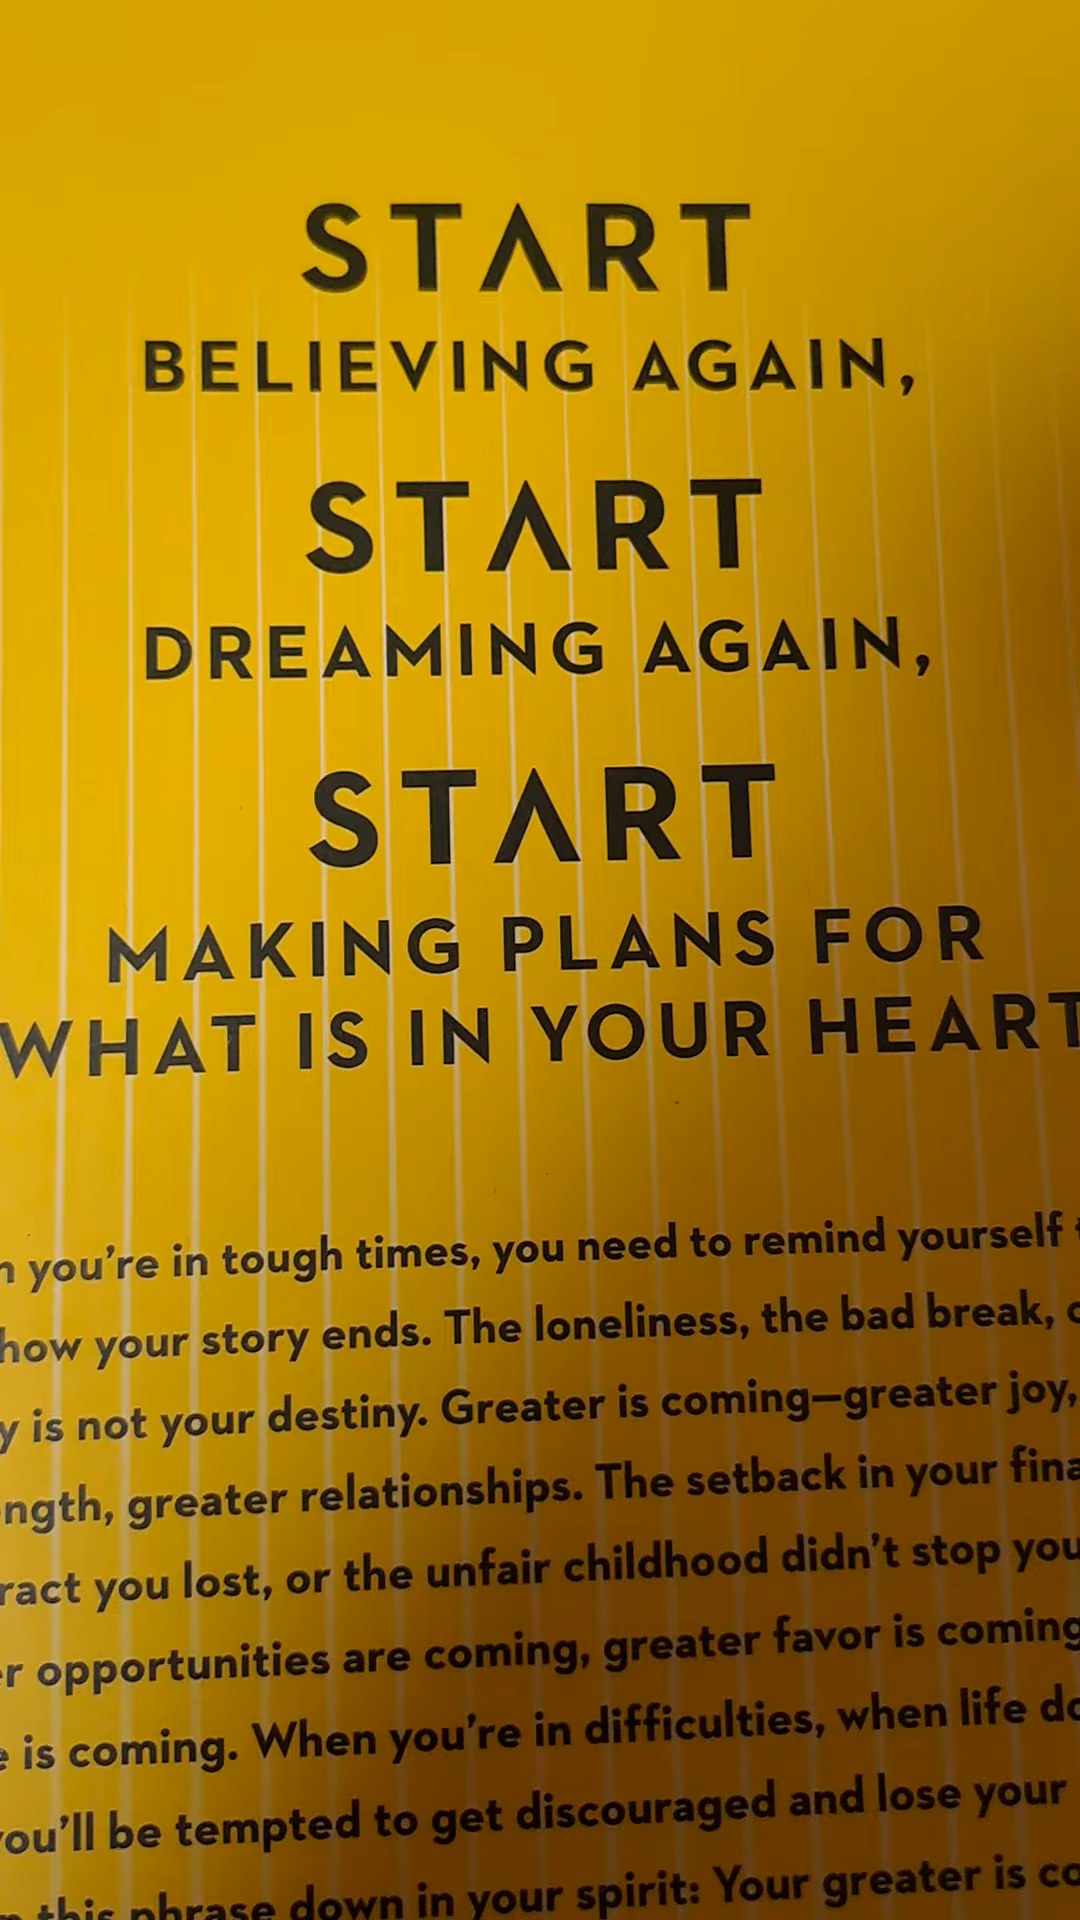 START
BELIEVING AGAIN,
START
DREAMING AGAIN,
START
MAKING PLANS FOR
WHAT IS IN YOUR HEART
you're in tough times, you need to remind yourself
how your story ends. The loneliness, the bad break,
is not your destiny. Greater is coming—greater joy,
greater relationships. The setback in your
you lost, or the unfair childhood didn't stop you
opportunities are coming, greater favor is coming
is coming. When you're in difficulties, when life
you'll be tempted to get discouraged and lose your
this phrase down in your spirit: Your greater is